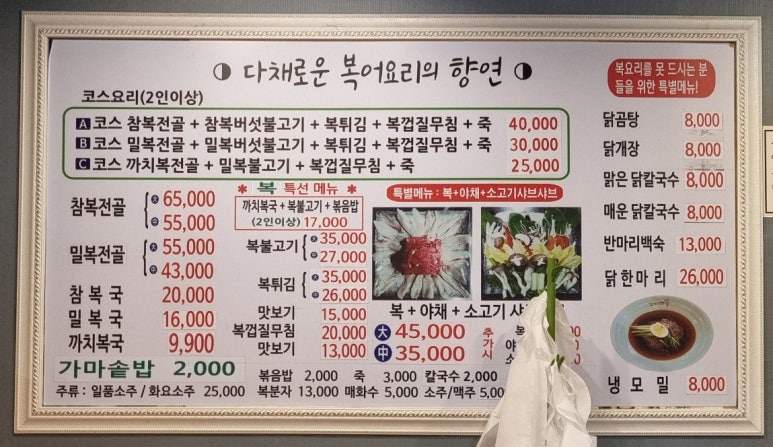 다채로운 복어요리의 향연
코스요리(2인이상)
A 코스 참복전골 + 참복버섯불고기 + 복튀김 + 복껍질무침 + 죽 40,000
B 코스 밀복전골 + 밀복버섯불고기 + 복튀김 + 복껍질무침 + 죽 30,000
C 코스 까치복전골 + 밀복불고기 + 복껍질무침 + 죽 25,000
참복전골 大 65,000
中 55,000
밀복전골 大 55,000
中 43,000
참복국 20,000
밀복국 16,000
까치복국 9,900
가마솥밥 2,000
* 복 특선 메뉴 *
까치복국 + 복불고기 + 볶음밥
(2인이상) 17,000
복불고기 大 35,000
中 27,000
복튀김 大 35,000
中 26,000
맛보기 15,000
복껍질무침 20,000
맛보기 13,000
특별메뉴 : 복+야채+소고기샤브샤브
복 + 야채 + 소고기 샤
大 45,000
中 35,000
추가시
볶음밥 2,000 죽 3,000 칼국수 2,000
주류 : 일품소주 / 화요소주 25,000 복분자 13,000 매화수 5,000 소주/맥주 5,00
복요리를 못 드시는 분
들을 위한 특별메뉴!
닭곰탕 8,000
닭개장 8,000
맑은 닭칼국수 8,000
매운 닭칼국수 8,000
반마리백숙 13,000
닭한마리 26,000
냉모밀 8,000